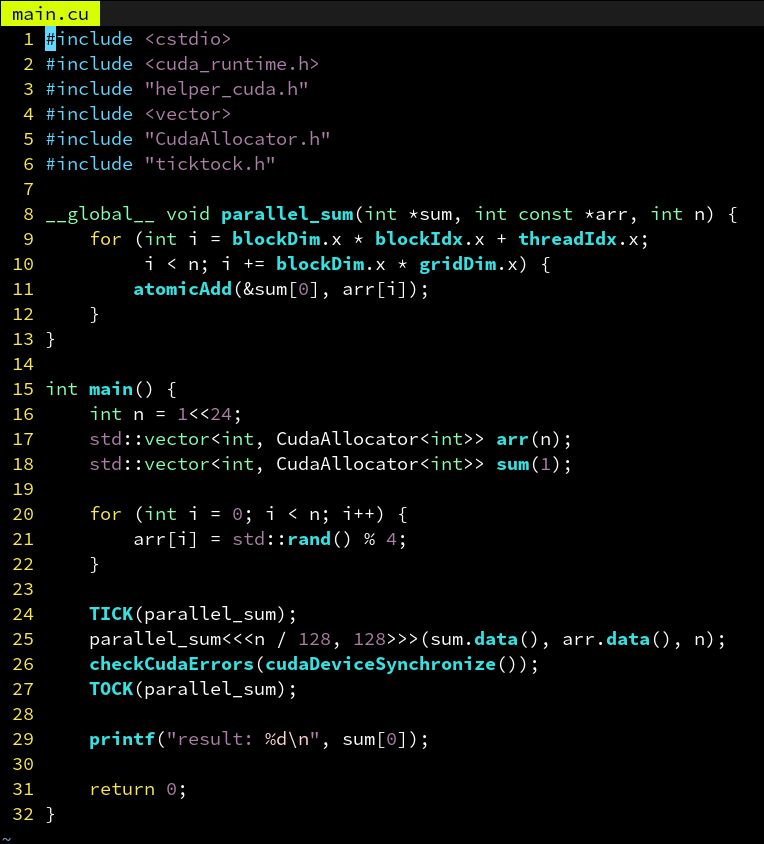 main.cu
1 #include <cstdio>
2 #include <cuda_runtime.h>
3 #include "helper_cuda.h"
4 #include <vector>
5 #include "CudaAllocator.h"
6 #include "ticktock.h"
7
8 __global__ void parallel_sum(int *sum, int const *arr, int n) {
9     for (int i = blockDim.x * blockIdx.x + threadIdx.x;
10          i < n; i += blockDim.x * gridDim.x) {
11         atomicAdd(&sum[0], arr[i]);
12     }
13 }
14
15 int main() {
16     int n = 1<<24;
17     std::vector<int, CudaAllocator<int>> arr(n);
18     std::vector<int, CudaAllocator<int>> sum(1);
19
20     for (int i = 0; i < n; i++) {
21         arr[i] = std::rand() % 4;
22     }
23
24     TICK(parallel_sum);
25     parallel_sum<<<n / 128, 128>>>(sum.data(), arr.data(), n);
26     checkCudaErrors(cudaDeviceSynchronize());
27     TOCK(parallel_sum);
28
29     printf("result: %d\n", sum[0]);
30
31     return 0;
32 }
~